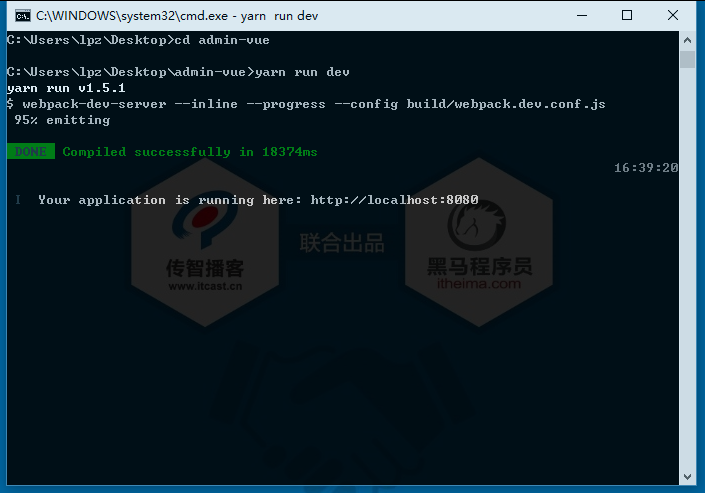 C:\WINDOWS\system32\cmd.exe - yarn  run dev
C:\Users\lpz\Desktop>cd admin-vue
C:\Users\lpz\Desktop\admin-vue>yarn run dev
yarn run v1.5.1
$ webpack-dev-server --inline --progress --config build/webpack.dev.conf.js
95% emitting
DONE  Compiled successfully in 18374ms
16:39:20
I  Your application is running here: http://localhost:8080
传智播客
www.itcast.cn
联合出品
黑马程序员
itheima.com